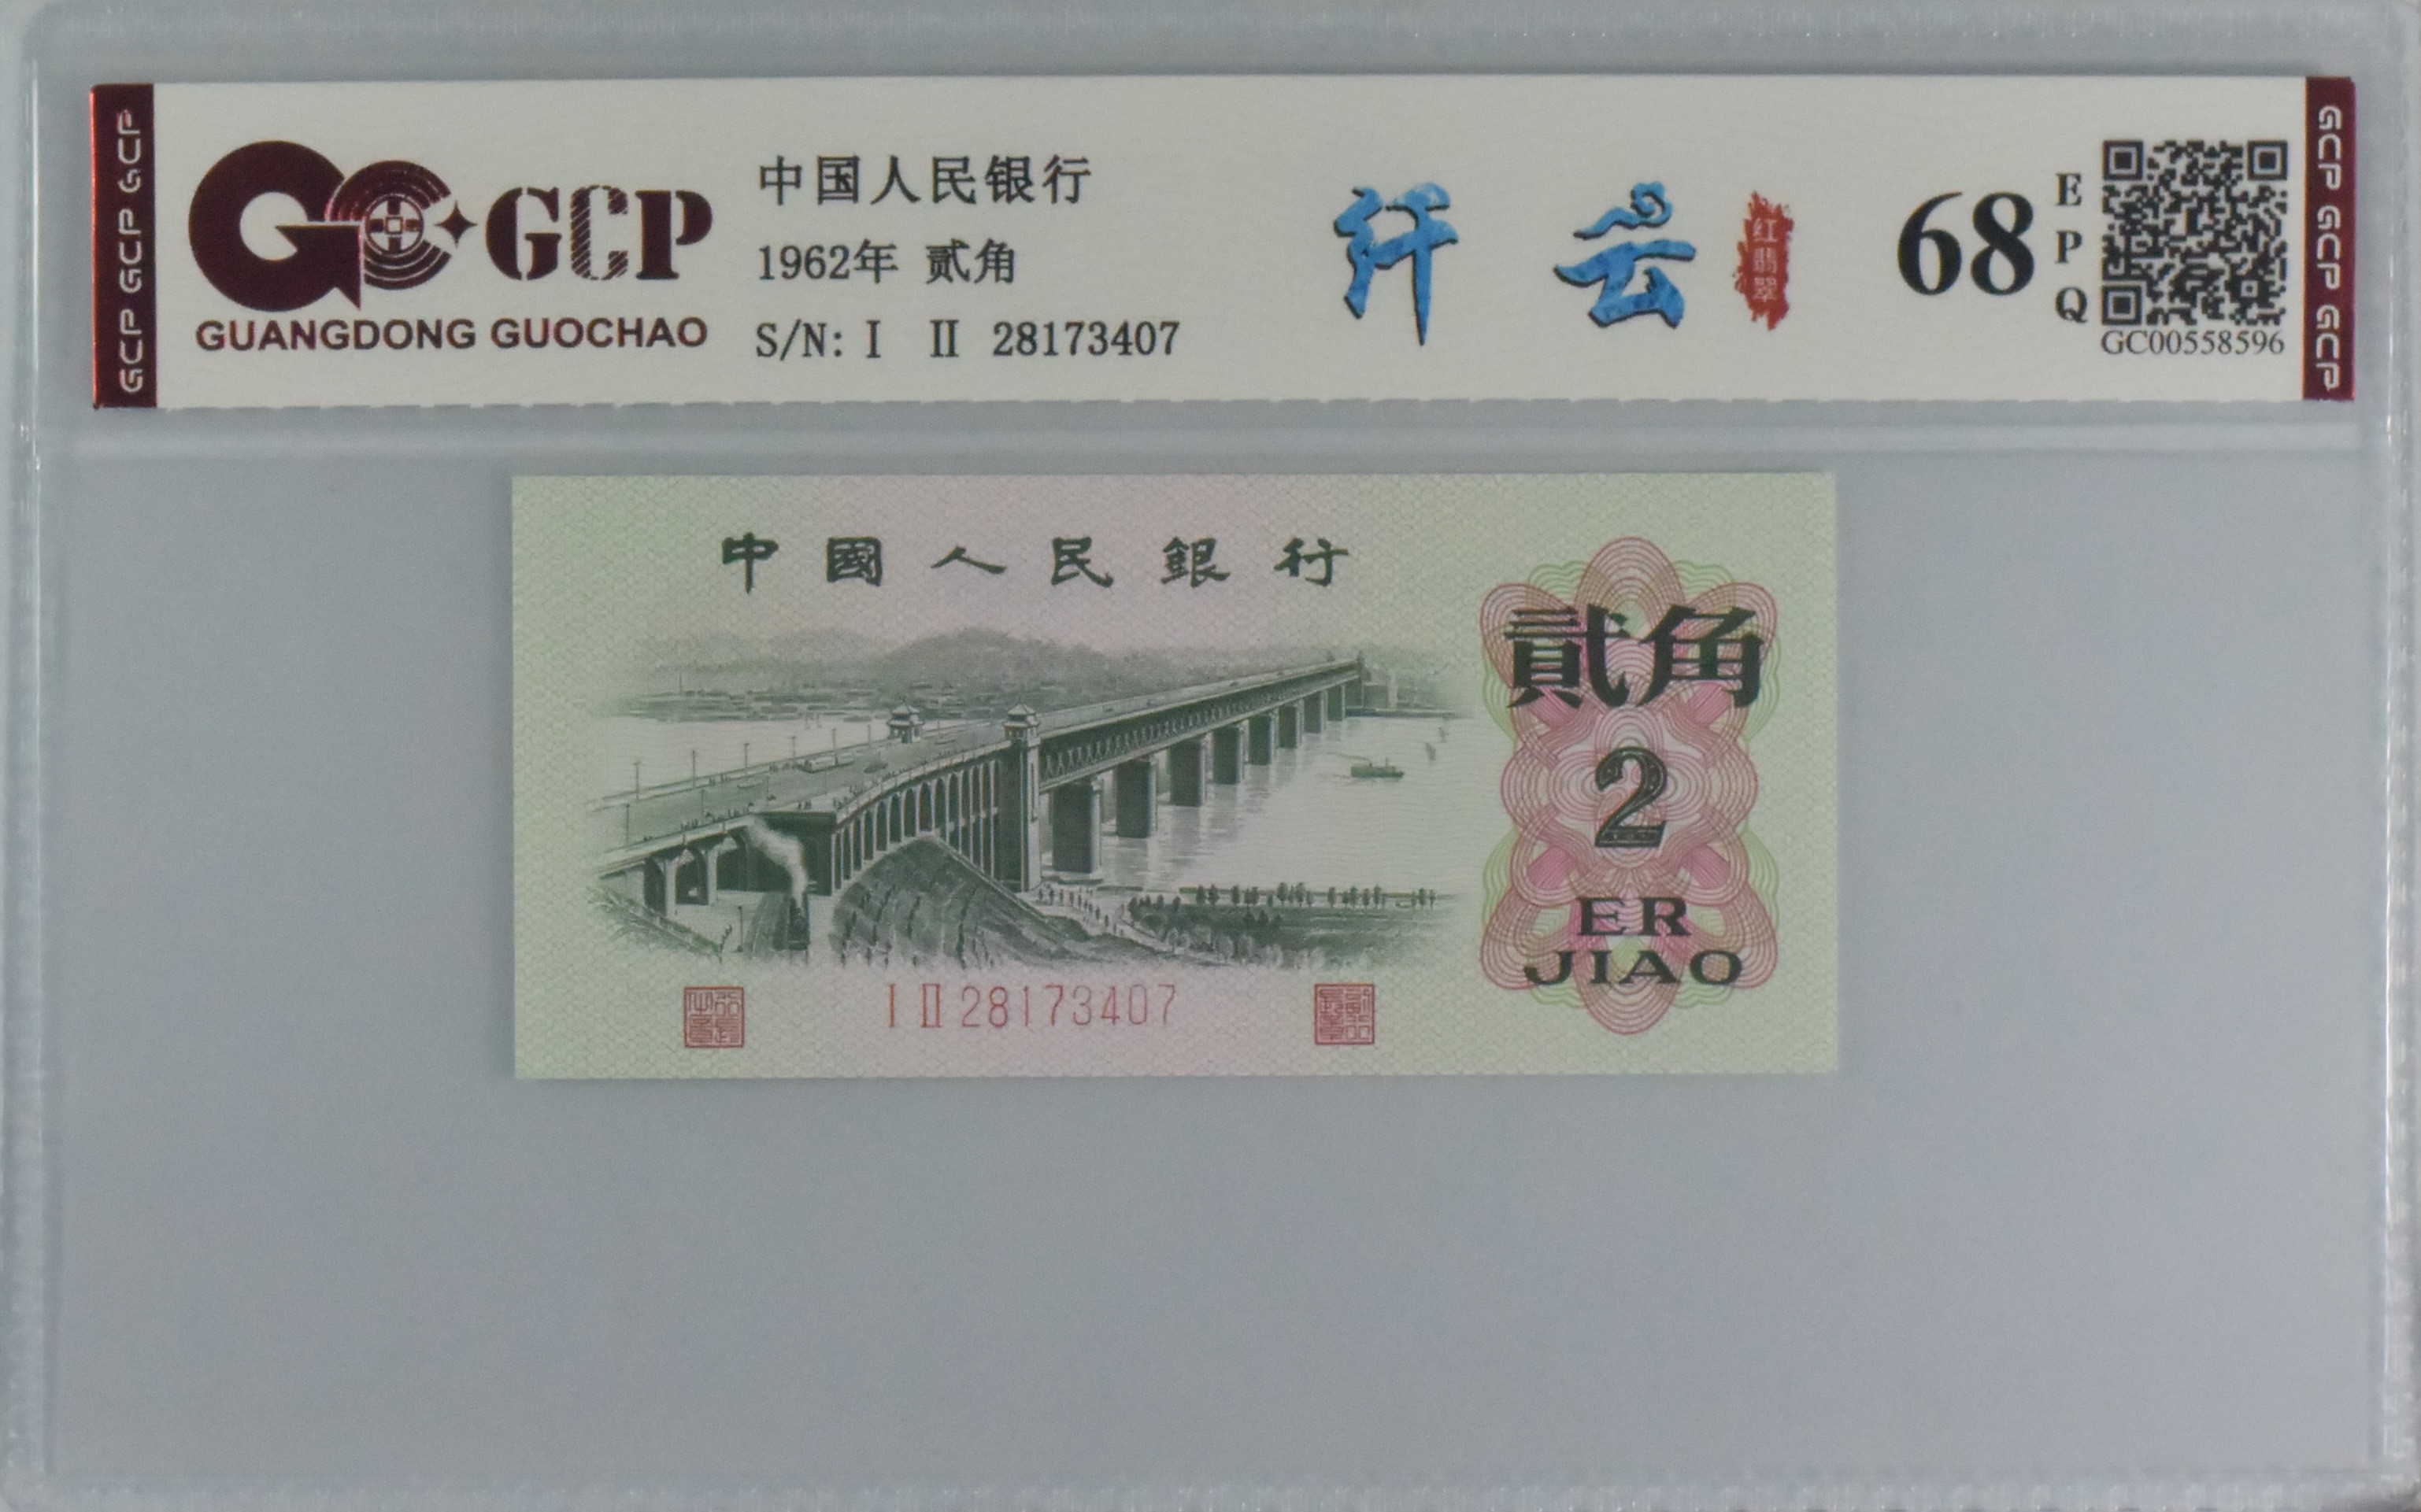 GCP GCP GCP
GCP
GUANGDONG GUOCHAO
中国人民银行
1962年 贰角
S/N: I II 28173407
纤云
红翡翠
68
EPQ
GC00558596
GCP GCP GCP
中國人民銀行
貳角
2
ER
JIAO
I II 28173407